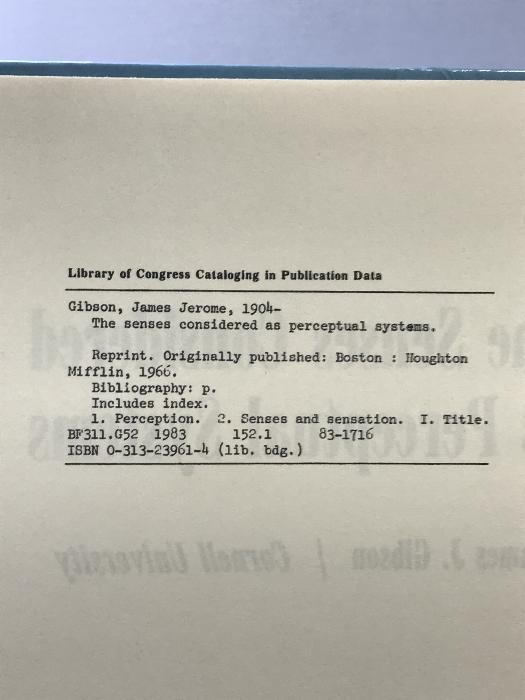 Library of Congress Cataloging in Publication Data
Gibson, James Jerome, 1904-
The senses considered as perceptual systems.
Reprint. Originally published: Boston : Houghton
Mifflin, 1966.
Bibliography: p.
Includes index.
1. Perception. 2. Senses and sensation. I. Title.
BF311.G52 1983 152.1 83-1716
ISBN 0-313-23961-4 (lib. bdg.)